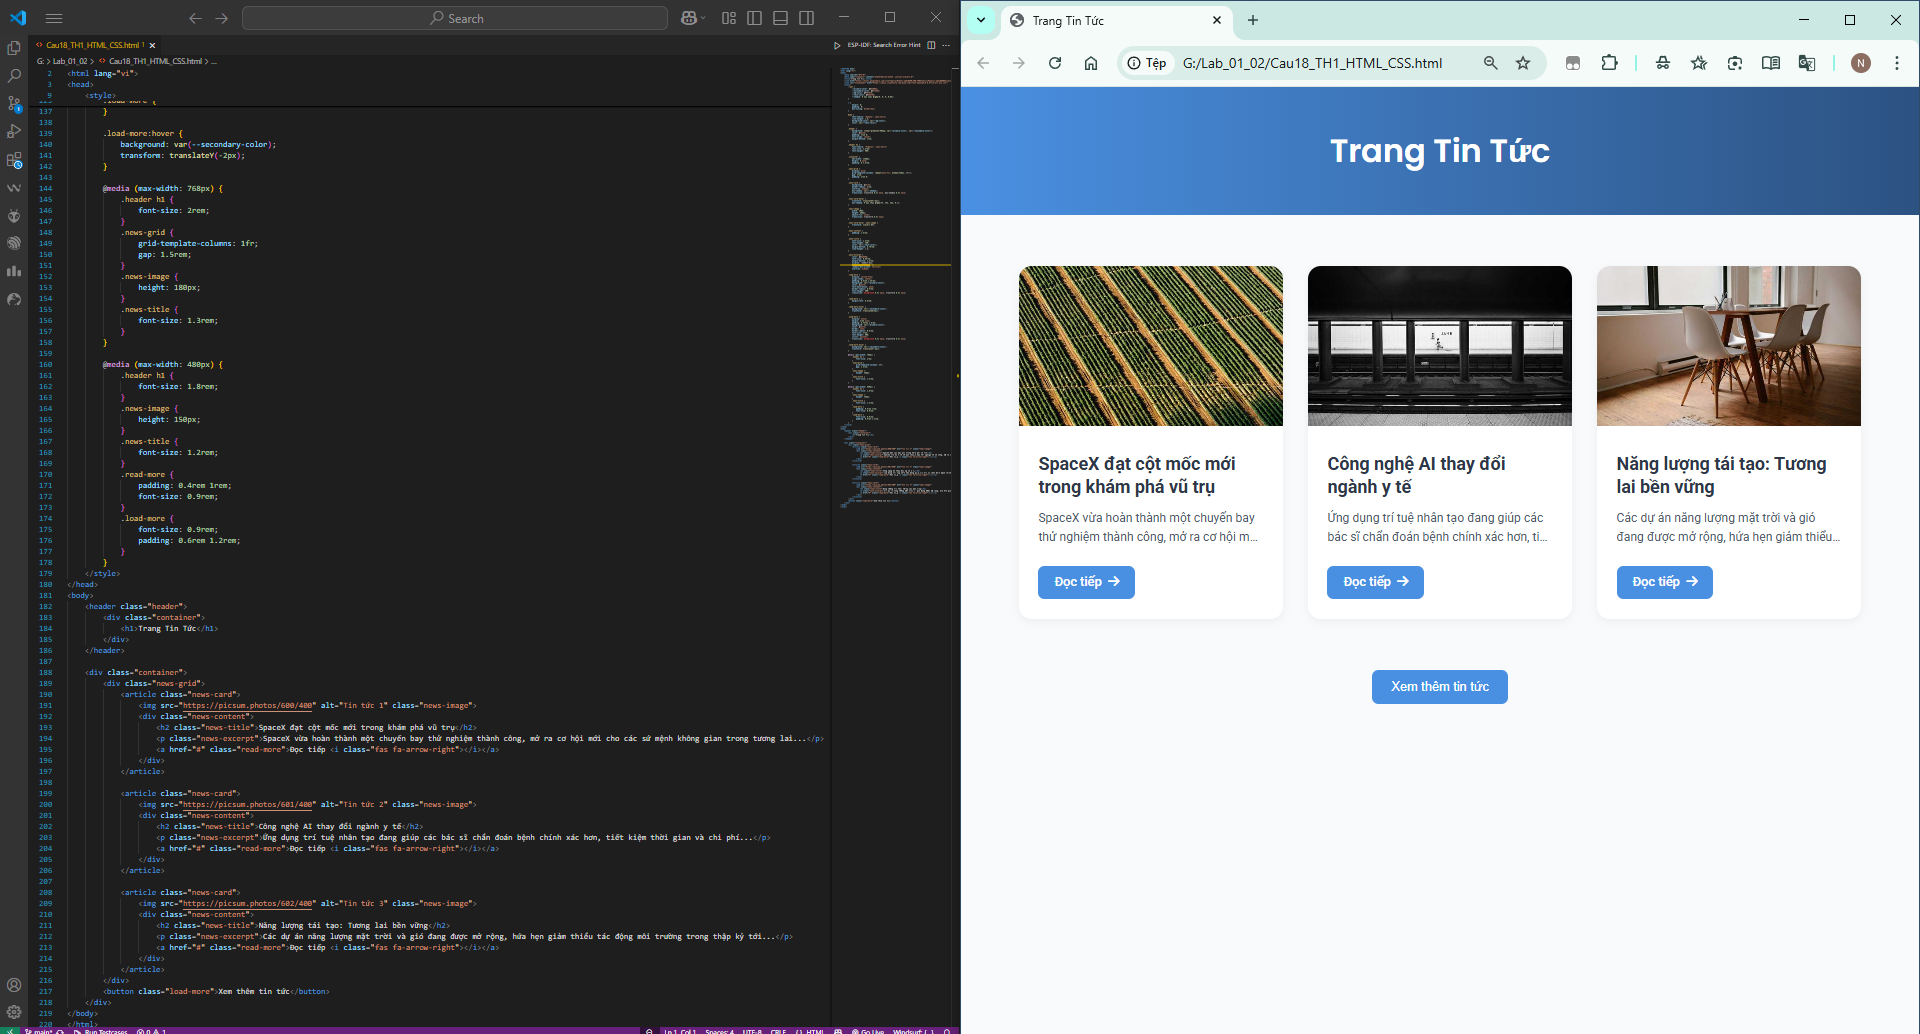 Search
Cau18_TH1_HTML_CSS.html 1
ESP-IDF: Search Error Hint
G: > Lab_01_02 > Cau18_TH1_HTML_CSS.html > ...
2 <html lang="vi">
3 <head>
9 <style>
137 }
138
139 .load-more:hover {
140 background: var(--secondary-color);
141 transform: translateY(-2px);
142 }
143
144 @media (max-width: 768px) {
145 .header h1 {
146 font-size: 2rem;
147 }
148 .news-grid {
149 grid-template-columns: 1fr;
150 gap: 1.5rem;
151 }
152 .news-image {
153 height: 180px;
154 }
155 .news-title {
156 font-size: 1.3rem;
157 }
158 }
159
160 @media (max-width: 480px) {
161 .header h1 {
162 font-size: 1.8rem;
163 }
164 .news-image {
165 height: 150px;
166 }
167 .news-title {
168 font-size: 1.2rem;
169 }
170 .read-more {
171 padding: 0.4rem 1rem;
172 font-size: 0.9rem;
173 }
174 .load-more {
175 font-size: 0.9rem;
176 padding: 0.6rem 1.2rem;
177 }
178 }
179 </style>
180 </head>
181 <body>
182 <header class="header">
183 <div class="container">
184 <h1>Trang Tin Tức</h1>
185 </div>
186 </header>
187
188 <div class="container">
189 <div class="news-grid">
190 <article class="news-card">
191 <img src="https://picsum.photos/600/400" alt="Tin tức 1" class="news-image">
192 <div class="news-content">
193 <h2 class="news-title">SpaceX đạt cột mốc mới trong khám phá vũ trụ</h2>
194 <p class="news-excerpt">SpaceX vừa hoàn thành một chuyến bay thử nghiệm thành công, mở ra cơ hội mới cho các sứ mệnh không gian trong tương lai...</p>
195 <a href="#" class="read-more">Đọc tiếp <i class="fas fa-arrow-right"></i></a>
196 </div>
197 </article>
198
199 <article class="news-card">
200 <img src="https://picsum.photos/601/400" alt="Tin tức 2" class="news-image">
201 <div class="news-content">
202 <h2 class="news-title">Công nghệ AI thay đổi ngành y tế</h2>
203 <p class="news-excerpt">Ứng dụng trí tuệ nhân tạo đang giúp các bác sĩ chẩn đoán bệnh chính xác hơn, tiết kiệm thời gian và chi phí...</p>
204 <a href="#" class="read-more">Đọc tiếp <i class="fas fa-arrow-right"></i></a>
205 </div>
206 </article>
207
208 <article class="news-card">
209 <img src="https://picsum.photos/602/400" alt="Tin tức 3" class="news-image">
210 <div class="news-content">
211 <h2 class="news-title">Năng lượng tái tạo: Tương lai bền vững</h2>
212 <p class="news-excerpt">Các dự án năng lượng mặt trời và gió đang được mở rộng, hứa hẹn giảm thiểu tác động môi trường trong thập kỷ tới...</p>
213 <a href="#" class="read-more">Đọc tiếp <i class="fas fa-arrow-right"></i></a>
214 </div>
215 </article>
216 </div>
217 <button class="load-more">Xem thêm tin tức</button>
218 </div>
219 </body>
220 </html>
main* Run Testcases 0 1 Ln 1, Col 1 Spaces: 4 UTF-8 CRLF HTML Go Live Windsurf: {..}
Trang Tin Tức
Tệp G:/Lab_01_02/Cau18_TH1_HTML_CSS.html
N
Trang Tin Tức
SpaceX đạt cột mốc mới
trong khám phá vũ trụ
SpaceX vừa hoàn thành một chuyến bay
thử nghiệm thành công, mở ra cơ hội m...
Đọc tiếp →
Công nghệ AI thay đổi
ngành y tế
Ứng dụng trí tuệ nhân tạo đang giúp các
bác sĩ chẩn đoán bệnh chính xác hơn, ti...
Đọc tiếp →
Năng lượng tái tạo: Tương
lai bền vững
Các dự án năng lượng mặt trời và gió
đang được mở rộng, hứa hẹn giảm thiểu...
Đọc tiếp →
Xem thêm tin tức